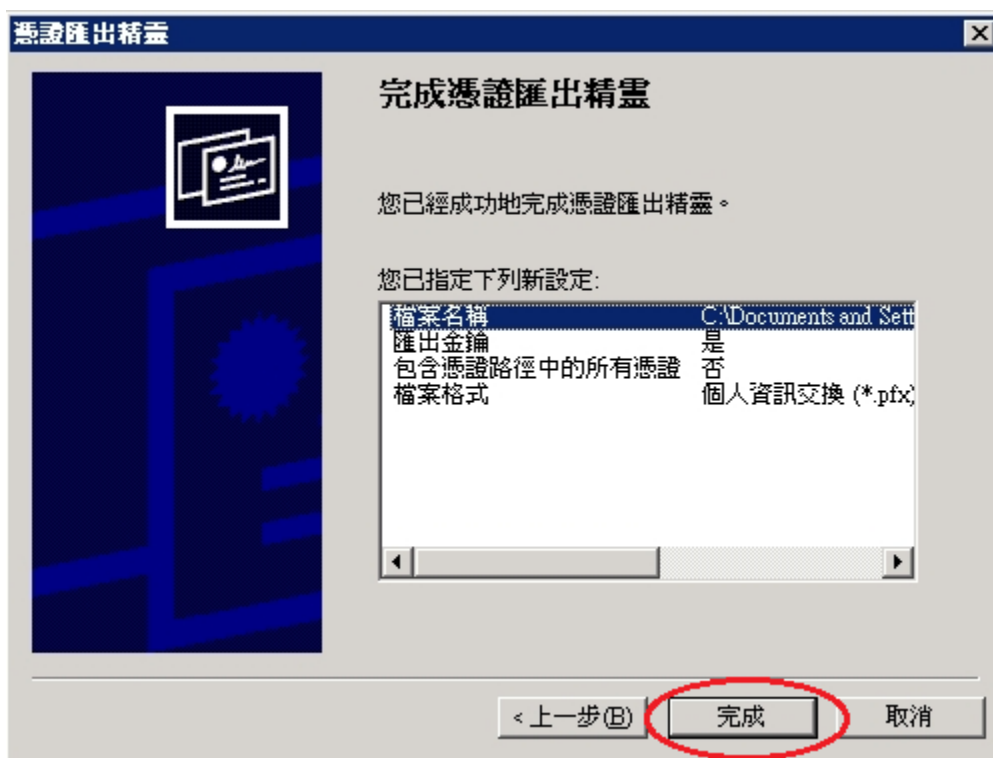 憑證匯出精靈
完成憑證匯出精靈
您已經成功地完成憑證匯出精靈。
您已指定下列新設定:
檔案名稱 C:\Documents and Sett
匯出金鑰 是
包含憑證路徑中的所有憑證 否
檔案格式 個人資訊交換 (*.pfx)
< 上一步(B) 完成 取消